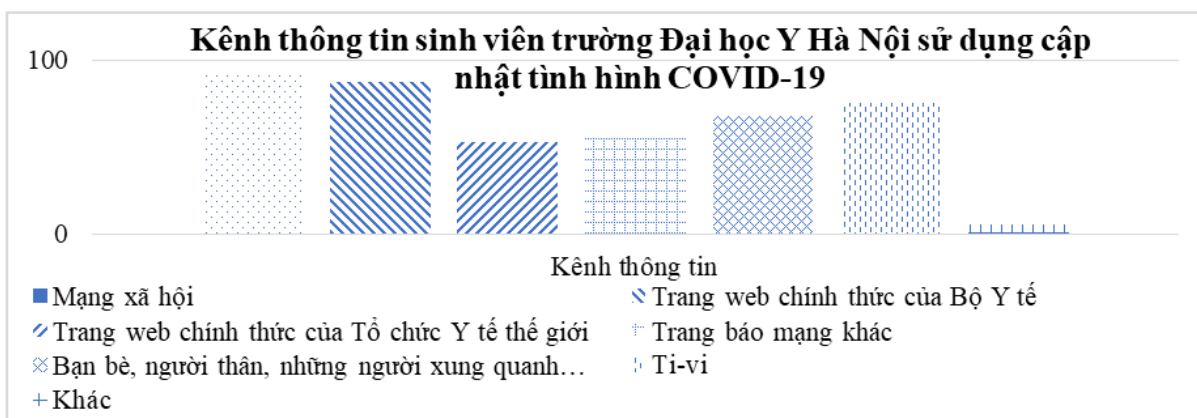 Kênh thông tin sinh viên trường Đại học Y Hà Nội sử dụng cập
nhật tình hình COVID-19
100
0
Kênh thông tin
Mạng xã hội
Trang web chính thức của Bộ Y tế
Trang web chính thức của Tổ chức Y tế thế giới
Trang báo mạng khác
Bạn bè, người thân, những người xung quanh…
Ti-vi
Khác